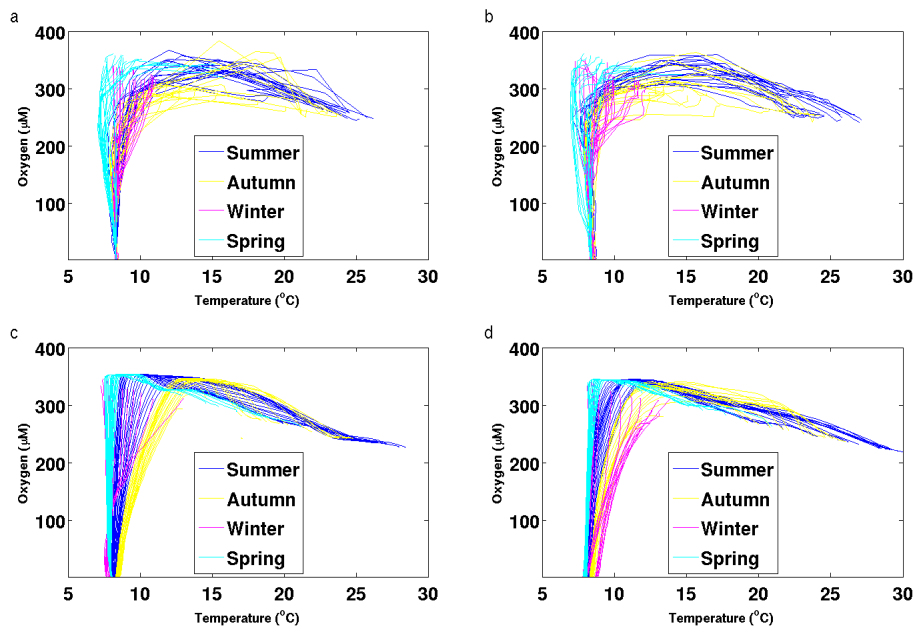 a
400
300
200
100
Oxygen (µM)
Summer
Autumn
Winter
Spring
5 10 15 20 25 30
Temperature (°C)
b
400
300
200
100
Oxygen (µM)
Summer
Autumn
Winter
Spring
5 10 15 20 25 30
Temperature (°C)
c
400
300
200
100
Oxygen (µM)
Summer
Autumn
Winter
Spring
5 10 15 20 25 30
Temperature (°C)
d
400
300
200
100
Oxygen (µM)
Summer
Autumn
Winter
Spring
5 10 15 20 25 30
Temperature (°C)